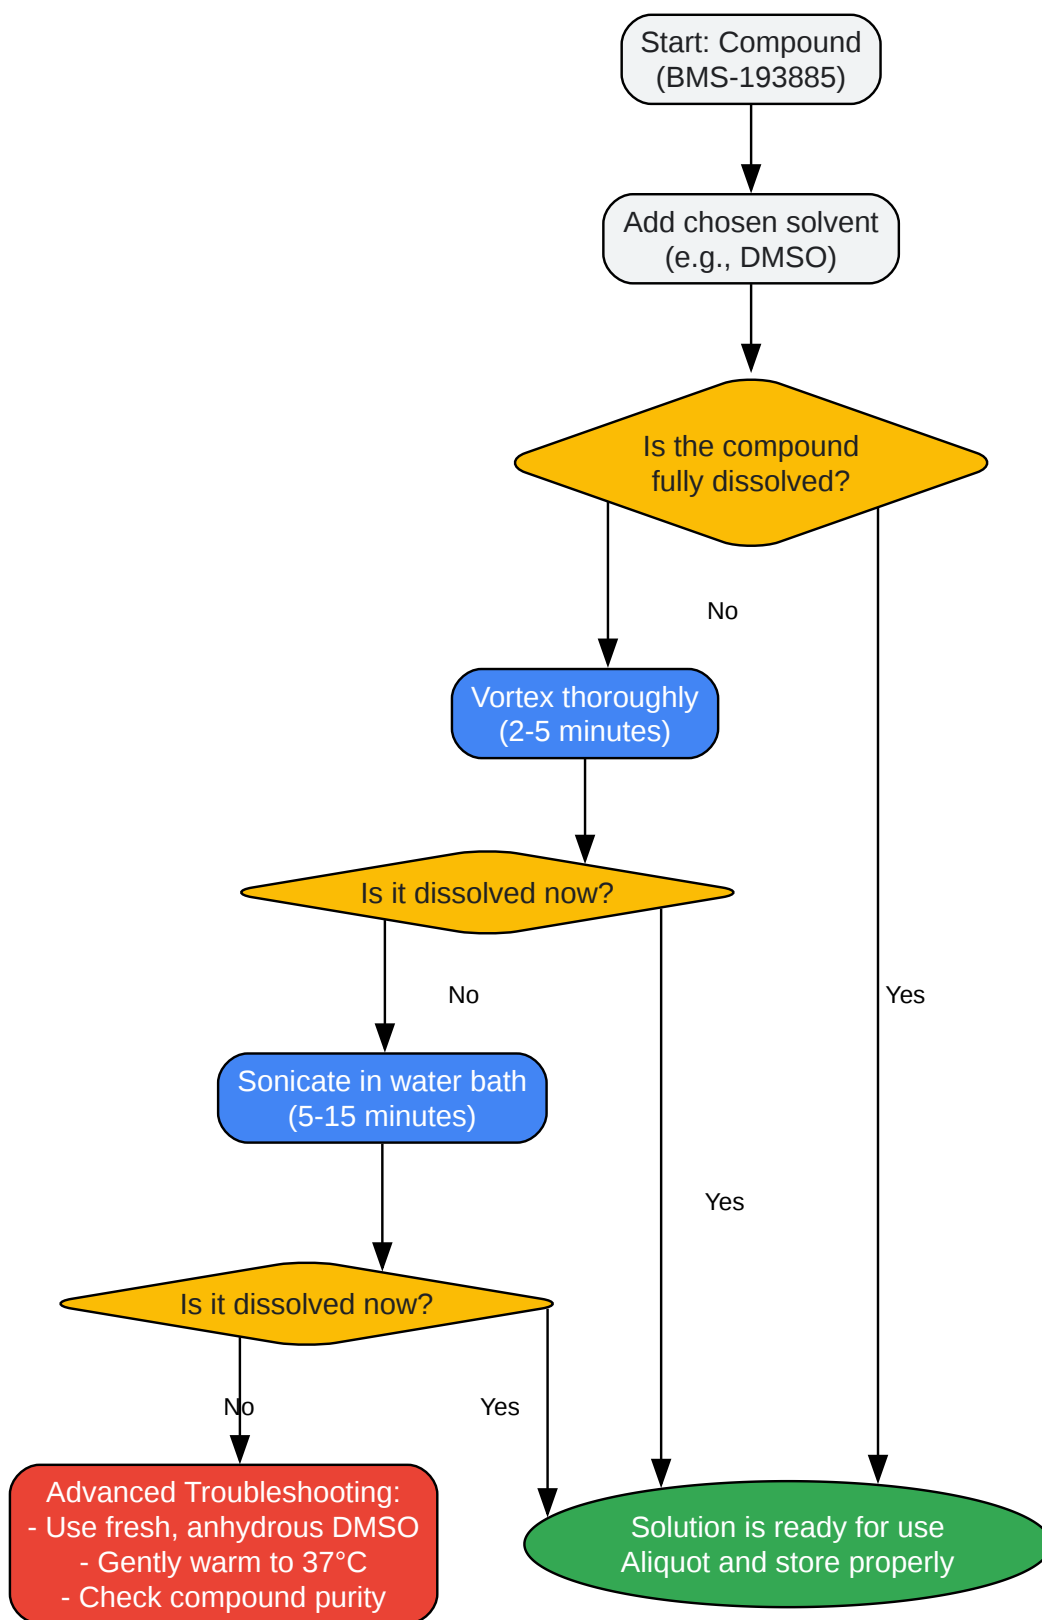 Start: Compound
(BMS-193885)
Add chosen solvent
(e.g., DMSO)
Is the compound
fully dissolved?
No
Vortex thoroughly
(2-5 minutes)
Is it dissolved now?
No
Yes
Sonicate in water bath
(5-15 minutes)
Yes
Is it dissolved now?
No
Yes
Advanced Troubleshooting:
- Use fresh, anhydrous DMSO
- Gently warm to 37°C
- Check compound purity
Solution is ready for use
Aliquot and store properly